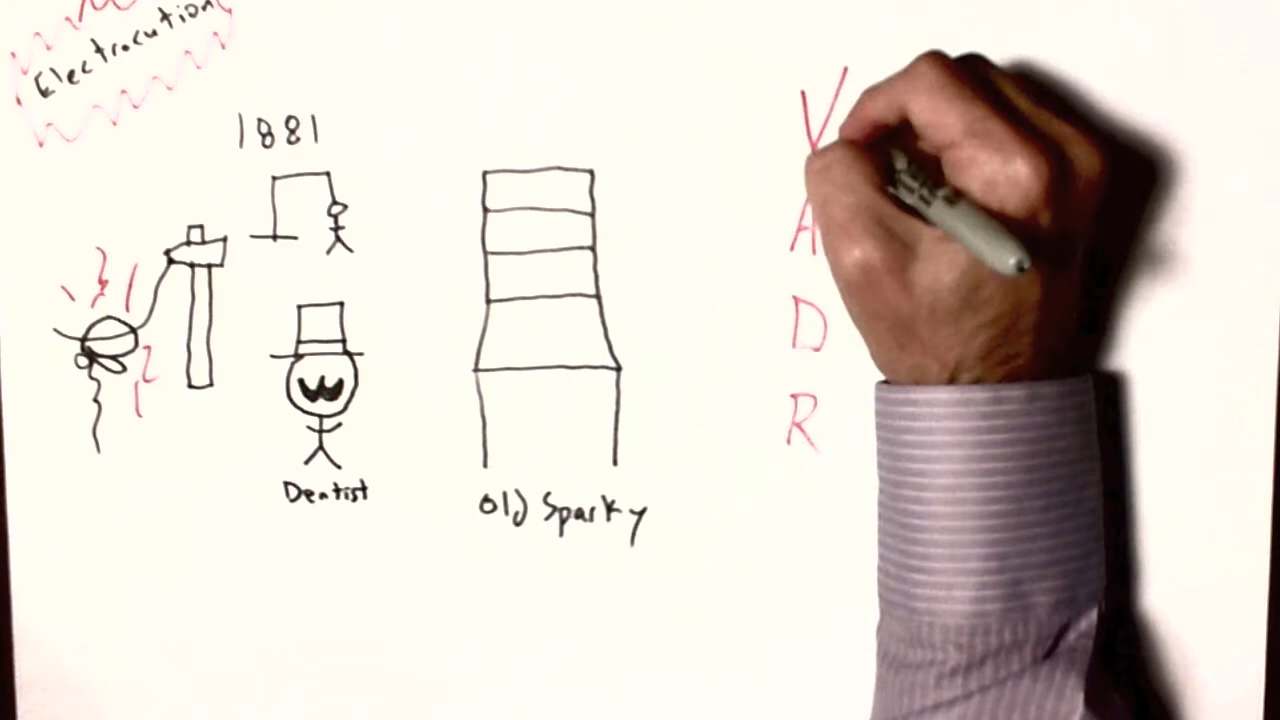 Electrocution
1881
Dentist
Old Sparky
V
A
D
R